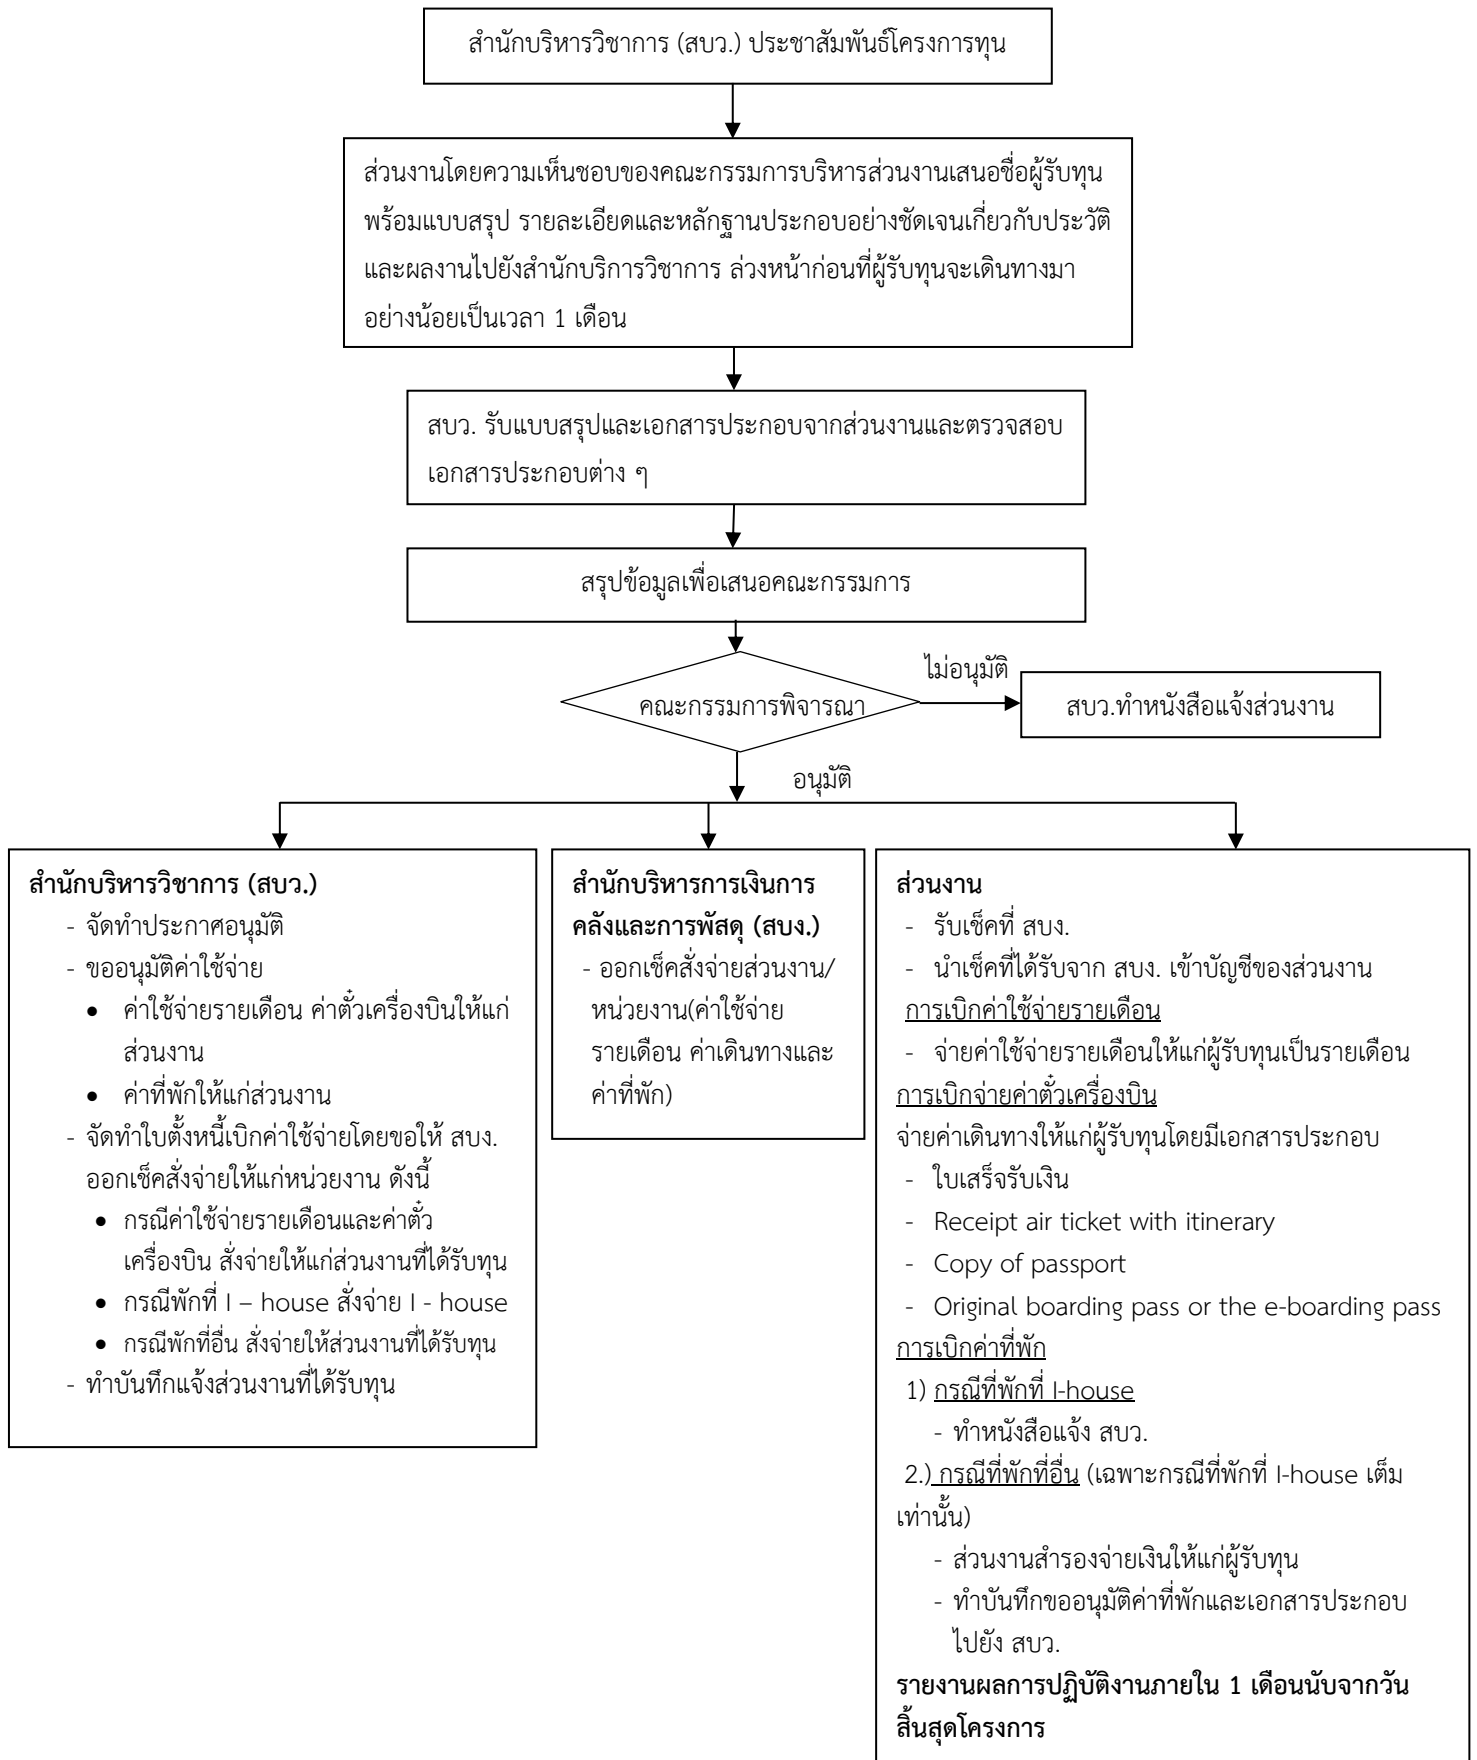 สำนักบริหารวิชาการ (สบว.) ประชาสัมพันธ์โครงการทุน
ส่วนงานโดยความเห็นชอบของคณะกรรมการบริหารส่วนงานเสนอชื่อผู้รับทุน
พร้อมแบบสรุป รายละเอียดและหลักฐานประกอบอย่างชัดเจนเกี่ยวกับประวัติ
และผลงานไปยังสำนักบริการวิชาการ ล่วงหน้าก่อนที่ผู้รับทุนจะเดินทางมา
อย่างน้อยเป็นเวลา 1 เดือน
สบว. รับแบบสรุปและเอกสารประกอบจากส่วนงานและตรวจสอบ
เอกสารประกอบต่าง ๆ
สรุปข้อมูลเพื่อเสนอคณะกรรมการ
คณะกรรมการพิจารณา
ไม่อนุมัติ
สบว.ทำหนังสือแจ้งส่วนงาน
อนุมัติ
สำนักบริหารวิชาการ (สบว.)
- จัดทำประกาศอนุมัติ
- ขออนุมัติค่าใช้จ่าย
• ค่าใช้จ่ายรายเดือน ค่าตั๋วเครื่องบินให้แก่
ส่วนงาน
• ค่าที่พักให้แก่ส่วนงาน
- จัดทำใบตั้งหนี้เบิกค่าใช้จ่ายโดยขอให้ สบง.
ออกเช็คสั่งจ่ายให้แก่หน่วยงาน ดังนี้
• กรณีค่าใช้จ่ายรายเดือนและค่าตั๋ว
เครื่องบิน สั่งจ่ายให้แก่ส่วนงานที่ได้รับทุน
• กรณีพักที่ I – house สั่งจ่าย I - house
• กรณีพักที่อื่น สั่งจ่ายให้ส่วนงานที่ได้รับทุน
- ทำบันทึกแจ้งส่วนงานที่ได้รับทุน
สำนักบริหารการเงินการ
คลังและการพัสดุ (สบง.)
- ออกเช็คสั่งจ่ายส่วนงาน/
หน่วยงาน(ค่าใช้จ่าย
รายเดือน ค่าเดินทางและ
ค่าที่พัก)
ส่วนงาน
- รับเช็คที่ สบง.
- นำเช็คที่ได้รับจาก สบง. เข้าบัญชีของส่วนงาน
การเบิกค่าใช้จ่ายรายเดือน
- จ่ายค่าใช้จ่ายรายเดือนให้แก่ผู้รับทุนเป็นรายเดือน
การเบิกจ่ายค่าตั๋วเครื่องบิน
จ่ายค่าเดินทางให้แก่ผู้รับทุนโดยมีเอกสารประกอบ
- ใบเสร็จรับเงิน
- Receipt air ticket with itinerary
- Copy of passport
- Original boarding pass or the e-boarding pass
การเบิกค่าที่พัก
1) กรณีที่พักที่ I-house
- ทำหนังสือแจ้ง สบว.
2.) กรณีที่พักที่อื่น (เฉพาะกรณีที่พักที่ I-house เต็ม
เท่านั้น)
- ส่วนงานสำรองจ่ายเงินให้แก่ผู้รับทุน
- ทำบันทึกขออนุมัติค่าที่พักและเอกสารประกอบ
ไปยัง สบว.
รายงานผลการปฏิบัติงานภายใน 1 เดือนนับจากวัน
สิ้นสุดโครงการ